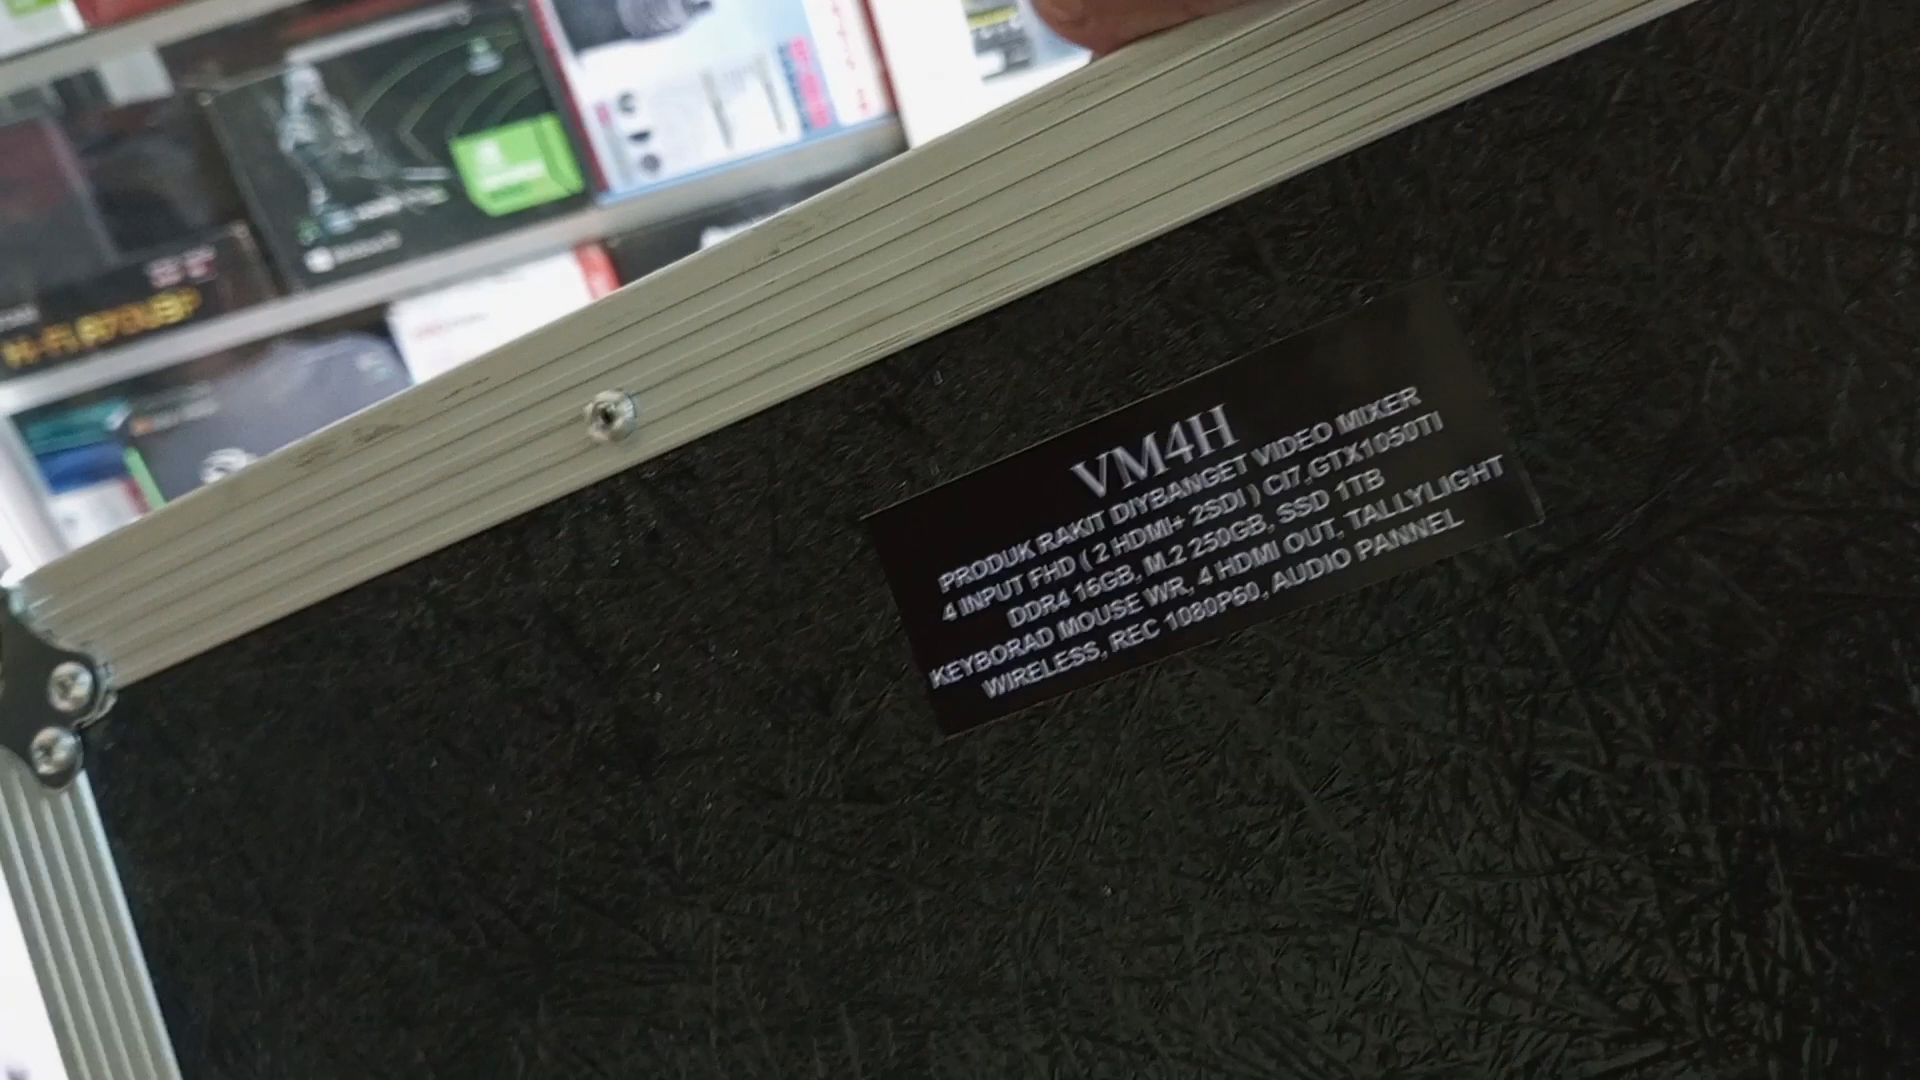 VM4H
PRODUK RAKIT DIYBANGET VIDEO MIXER
4 INPUT FHD ( 2 HDMI+ 2SDI ) CI7,GTX1050TI
DDR4 16GB, M.2 250GB, SSD 1TB
KEYBORAD MOUSE WR, 4 HDMI OUT, TALLYLIGHT
WIRELESS, REC 1080P60, AUDIO PANNEL